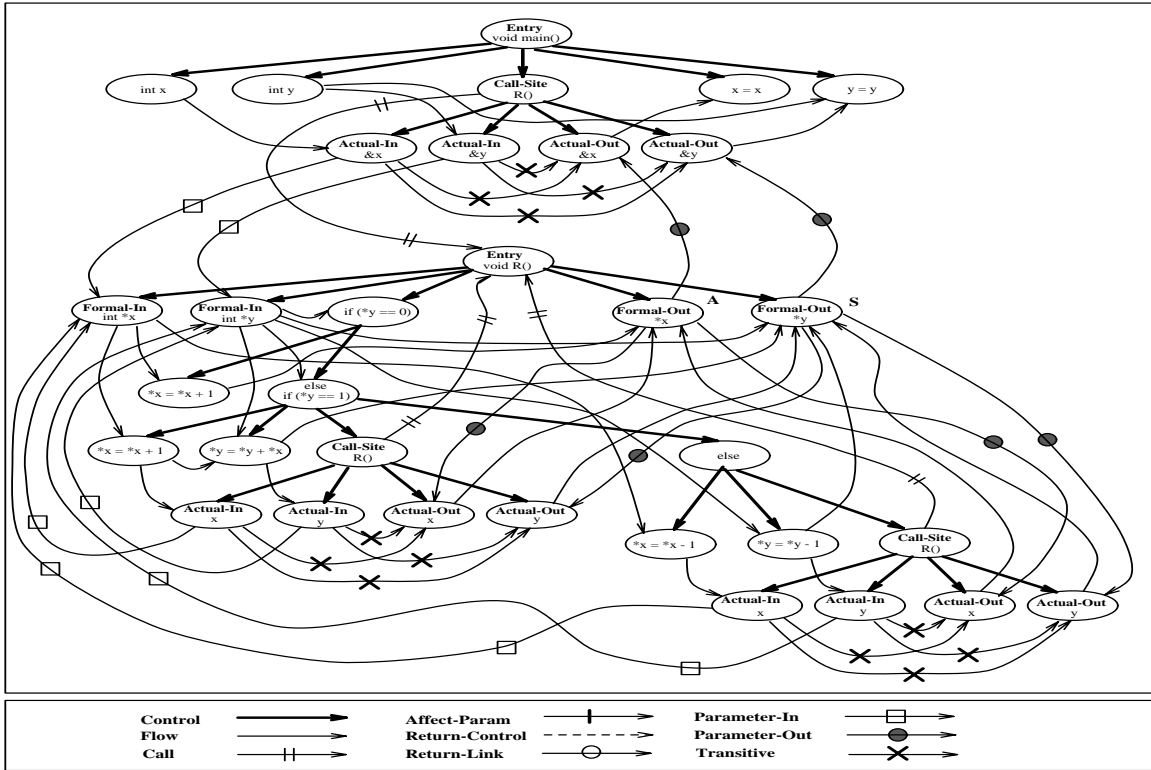 Entry
void main()
int x
int y
Call-Site
R()
x = x
y = y
Actual-In
&x
Actual-In
&y
Actual-Out
&x
Actual-Out
&y
Entry
void R()
Formal-In
int *x
Formal-In
int *y
if (*y == 0)
Formal-Out
*x
A
Formal-Out
*y
S
*x = *x + 1
else
if (*y == 1)
*x = *x + 1
*y = *y + *x
Call-Site
R()
else
Actual-In
x
Actual-In
y
Actual-Out
x
Actual-Out
y
*x = *x - 1
*y = *y - 1
Call-Site
R()
Actual-In
x
Actual-In
y
Actual-Out
x
Actual-Out
y
Control
Affect-Param
Parameter-In
Flow
Return-Control
Parameter-Out
Call
Return-Link
Transitive